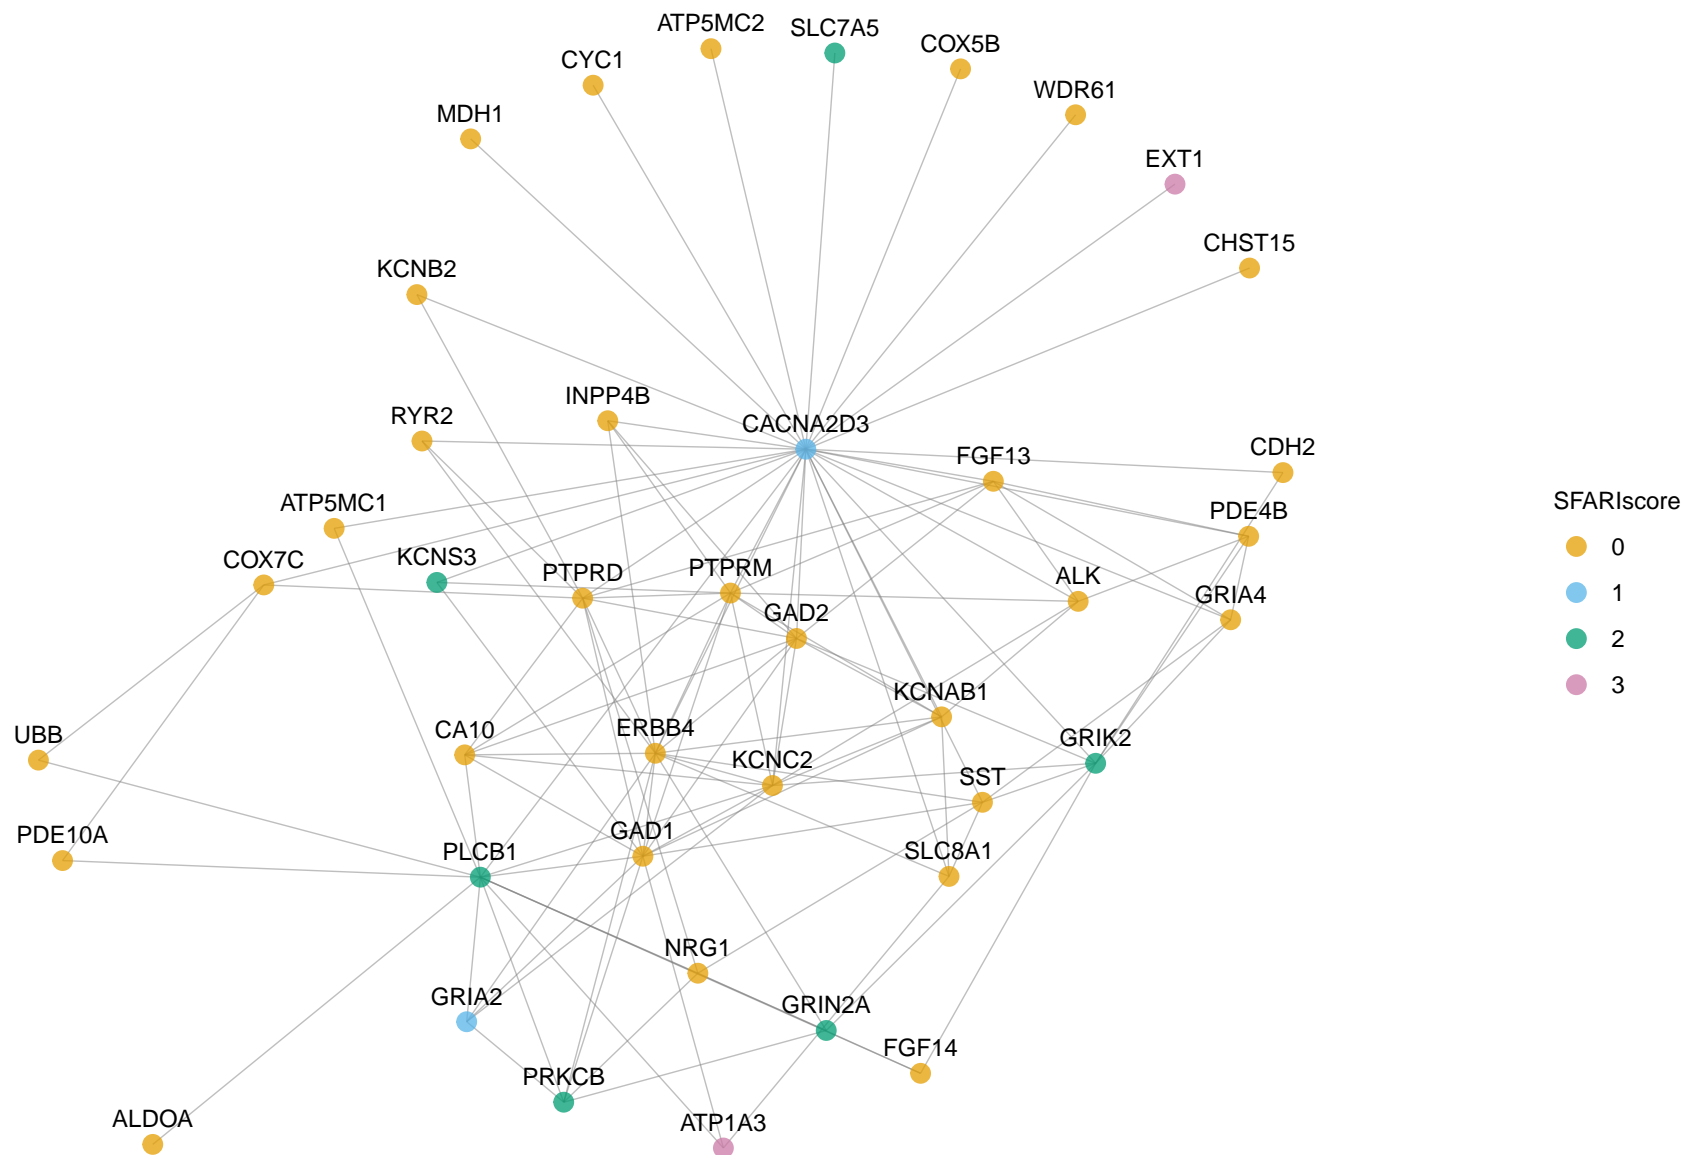 ATP5MC2
SLC7A5
COX5B
CYC1
WDR61
MDH1
EXT1
CHST15
KCNB2
INPP4B
RYR2
CACNA2D3
FGF13
CDH2
ATP5MC1
PDE4B
SFARIscore
0
1
2
3
COX7C
KCNS3
PTPRD
PTPRM
ALK
GRIA4
GAD2
KCNAB1
UBB
CA10
ERBB4
KCNC2
GRIK2
SST
PDE10A
PLCB1
GAD1
SLC8A1
NRG1
GRIA2
GRIN2A
FGF14
PRKCB
ALDOA
ATP1A3